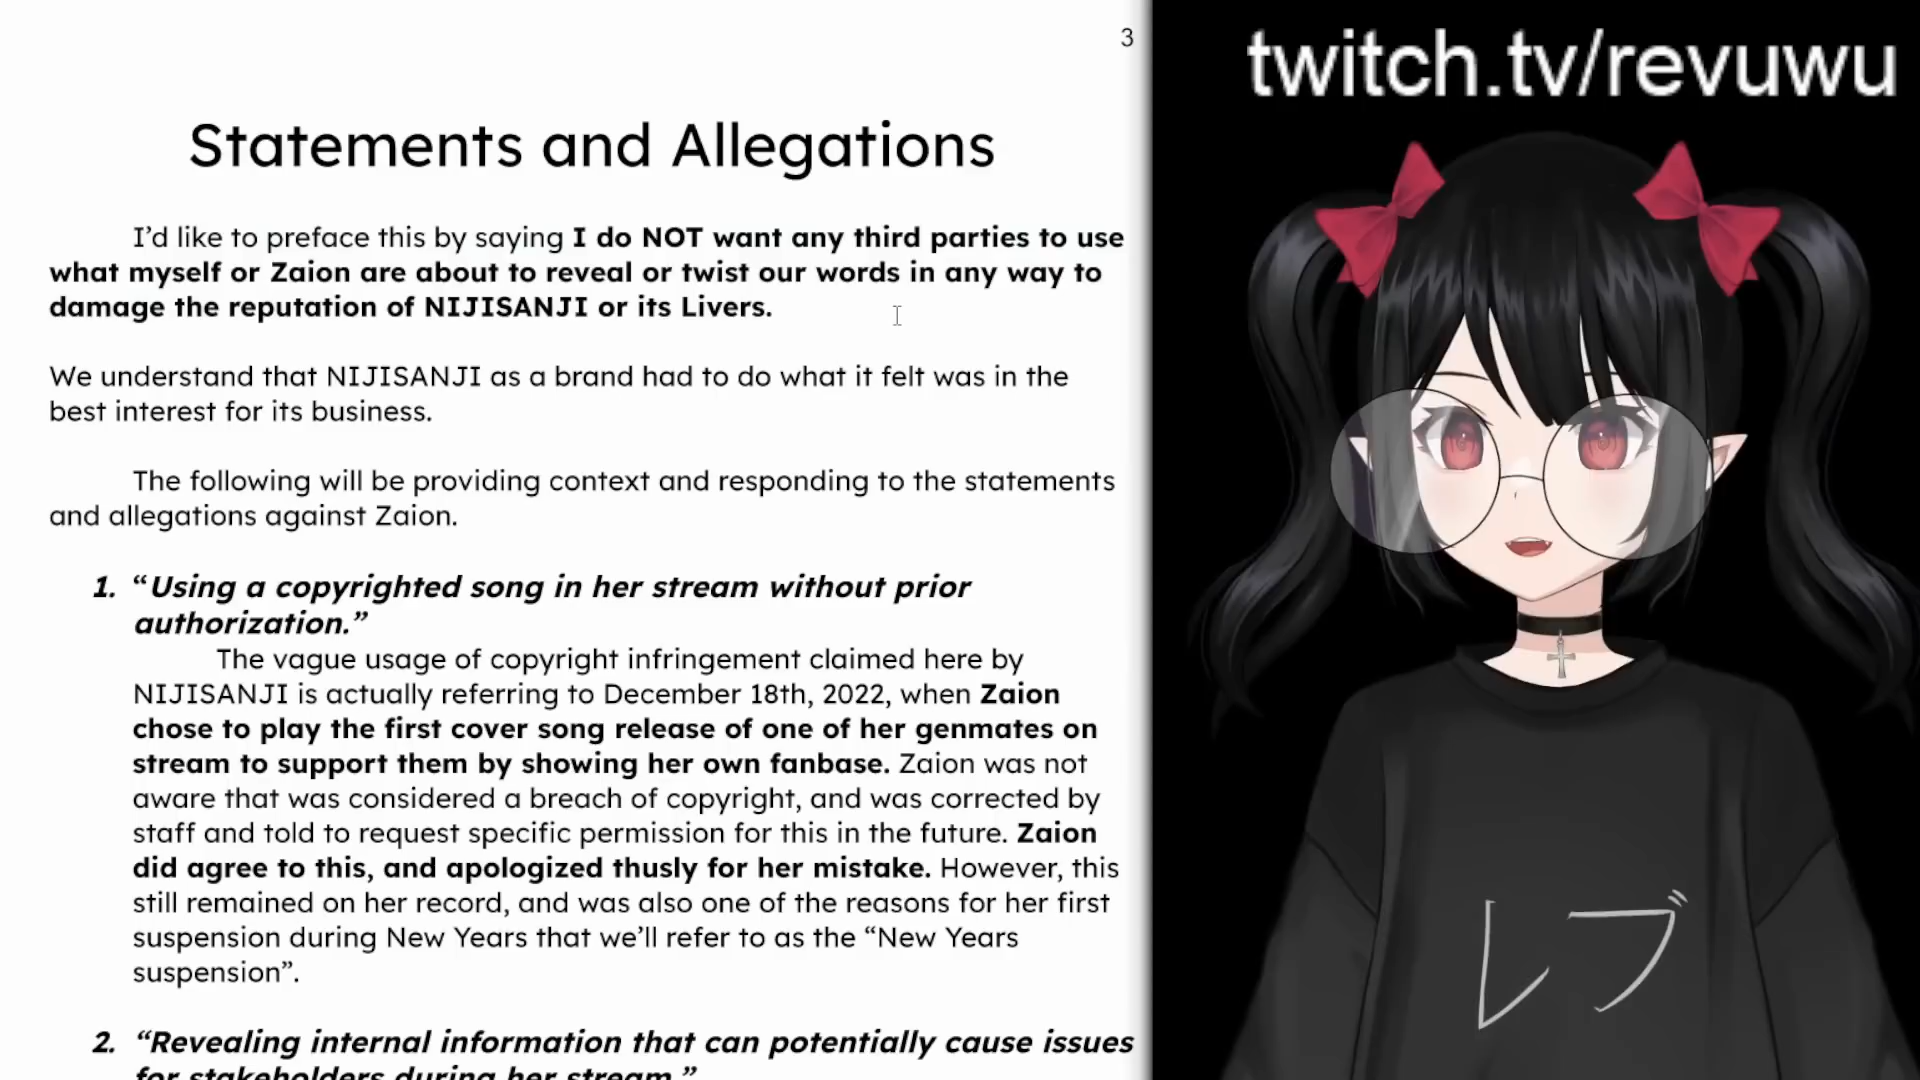 3
twitch.tv/revuwu
Statements and Allegations
I’d like to preface this by saying I do NOT want any third parties to use
what myself or Zaion are about to reveal or twist our words in any way to
damage the reputation of NIJISANJI or its Livers.
We understand that NIJISANJI as a brand had to do what it felt was in the
best interest for its business.
The following will be providing context and responding to the statements
and allegations against Zaion.
1. “Using a copyrighted song in her stream without prior
authorization.”
The vague usage of copyright infringement claimed here by
NIJISANJI is actually referring to December 18th, 2022, when Zaion
chose to play the first cover song release of one of her genmates on
stream to support them by showing her own fanbase. Zaion was not
aware that was considered a breach of copyright, and was corrected by
staff and told to request specific permission for this in the future. Zaion
did agree to this, and apologized thusly for her mistake. However, this
still remained on her record, and was also one of the reasons for her first
suspension during New Years that we’ll refer to as the “New Years
suspension”.
2. “Revealing internal information that can potentially cause issues
for stakeholders during her stream.”
レブ